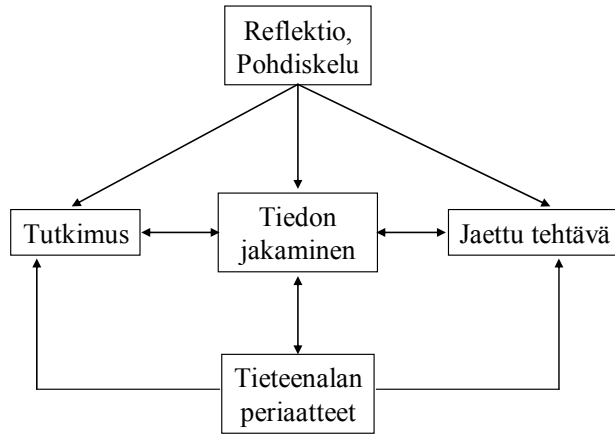 Reflektio,
Pohdiskelu
Tutkimus
Tiedon
jakaminen
Jaettu tehtävä
Tieteenalan
periaatteet